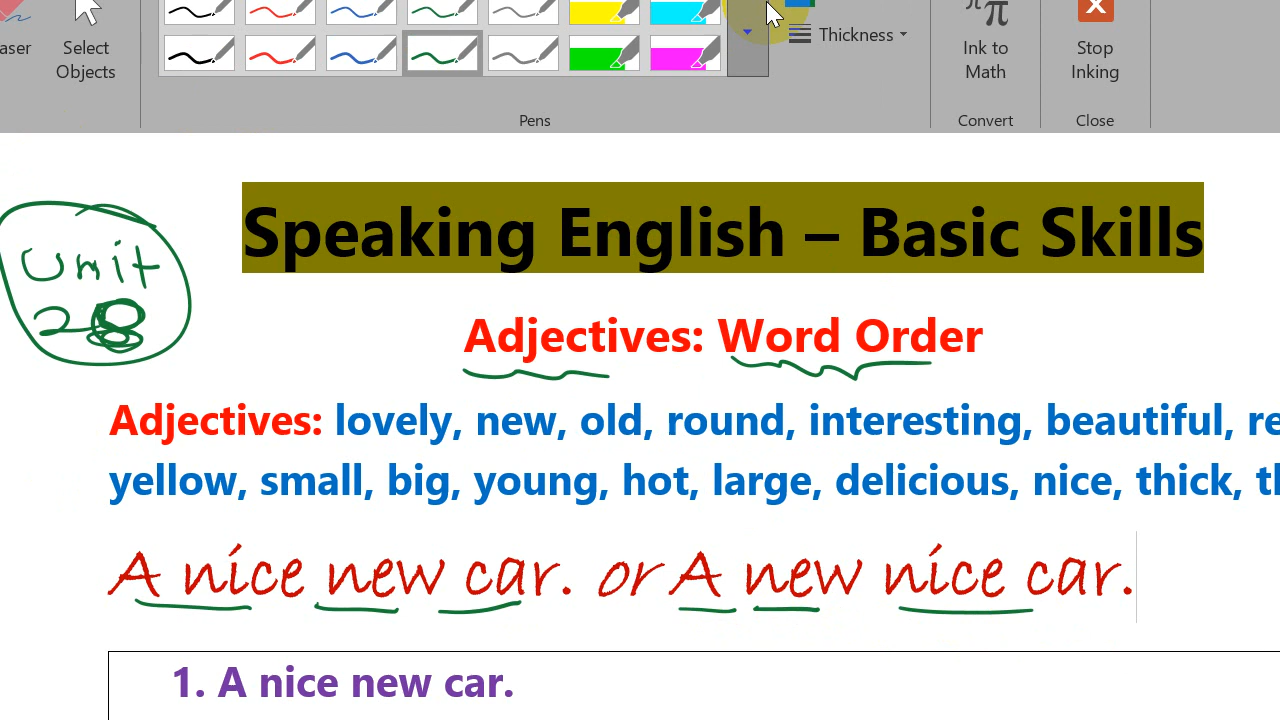 Select
Objects
Pens
Thickness
Ink to
Math
Convert
Stop
Inking
Close
Unit
28
Speaking English – Basic Skills
Adjectives: Word Order
Adjectives: lovely, new, old, round, interesting, beautiful,
yellow, small, big, young, hot, large, delicious, nice, thick,
A nice new car. or A new nice car.
1. A nice new car.